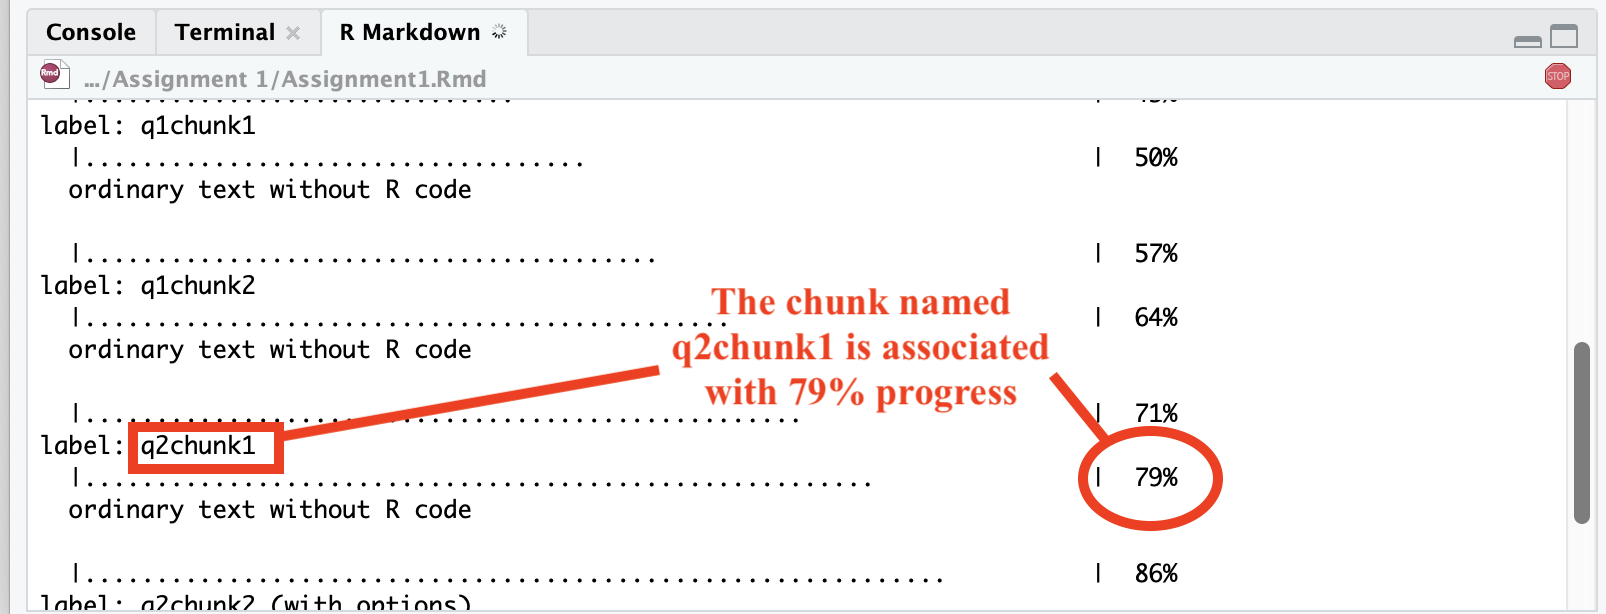 Console Terminal R Markdown
Rmd .../Assignment 1/Assignment1.Rmd STOP
|.............................. | 43%
label: q1chunk1
|................................... | 50%
ordinary text without R code
|........................................ | 57%
label: q1chunk2
|............................................. | 64%
ordinary text without R code
The chunk named
q2chunk1 is associated
with 79% progress
|.................................................. | 71%
label: q2chunk1
|....................................................... | 79%
ordinary text without R code
|............................................................ | 86%
label: q2chunk2 (with options)